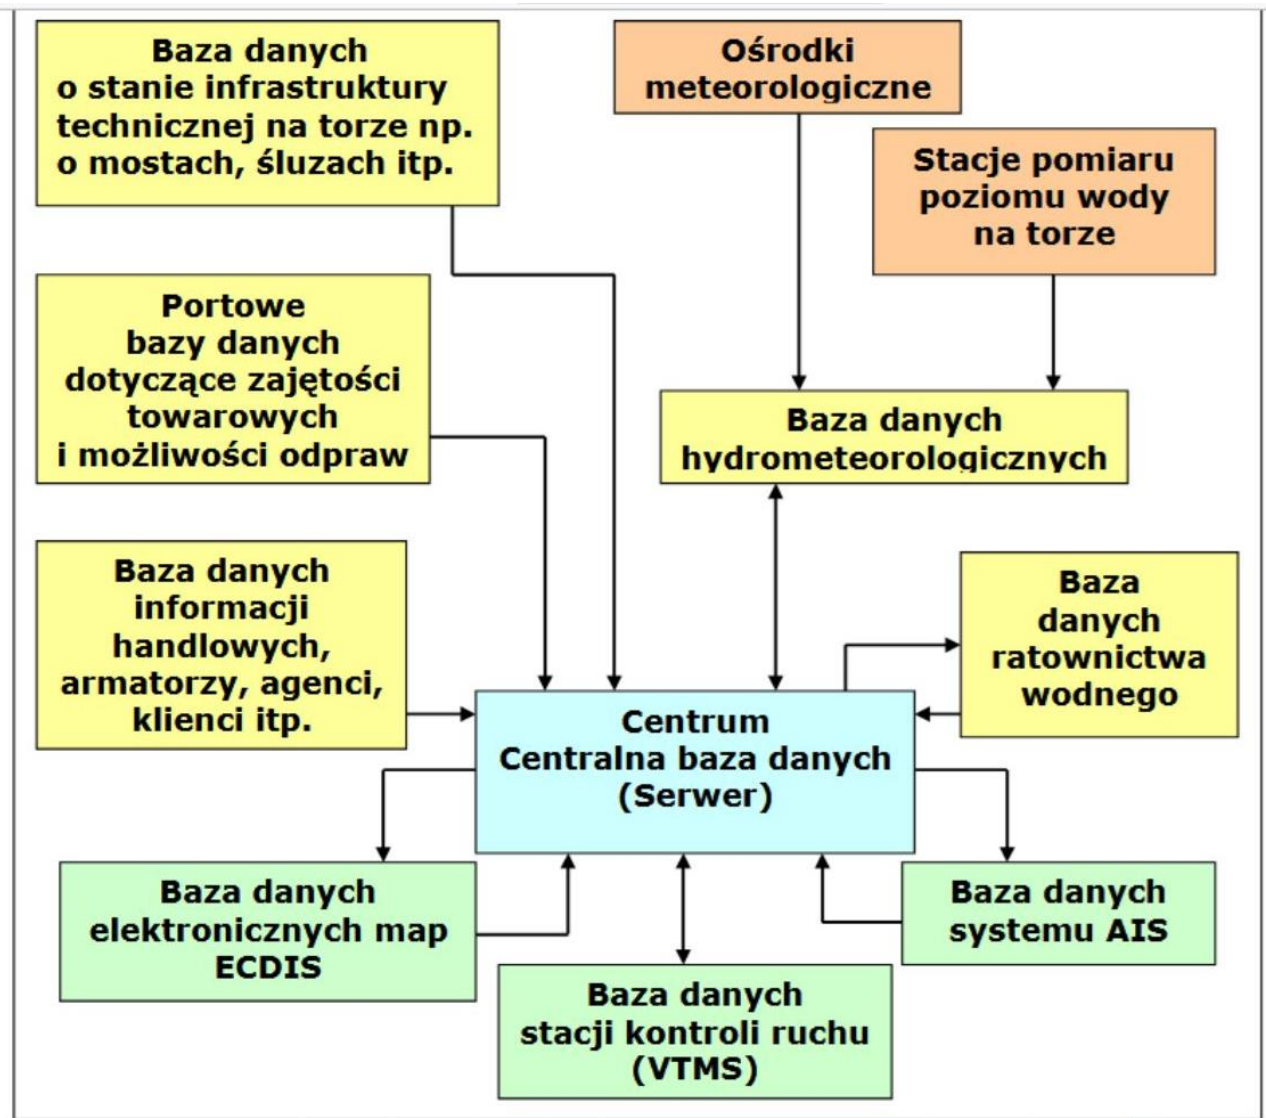 Baza danych
o stanie infrastruktury
technicznej na torze np.
o mostach, śluzach itp.
Ośrodki
meteorologiczne
Stacje pomiaru
poziomu wody
na torze
Portowe
bazy danych
dotyczące zajętości
towarowych
i możliwości odpraw
Baza danych
hydrometeorologicznych
Baza danych
informacji
handlowych,
armatorzy, agenci,
klienci itp.
Baza
danych
ratownictwa
wodnego
Centrum
Centralna baza danych
(Serwer)
Baza danych
elektronicznych map
ECDIS
Baza danych
stacji kontroli ruchu
(VTMS)
Baza danych
systemu AIS